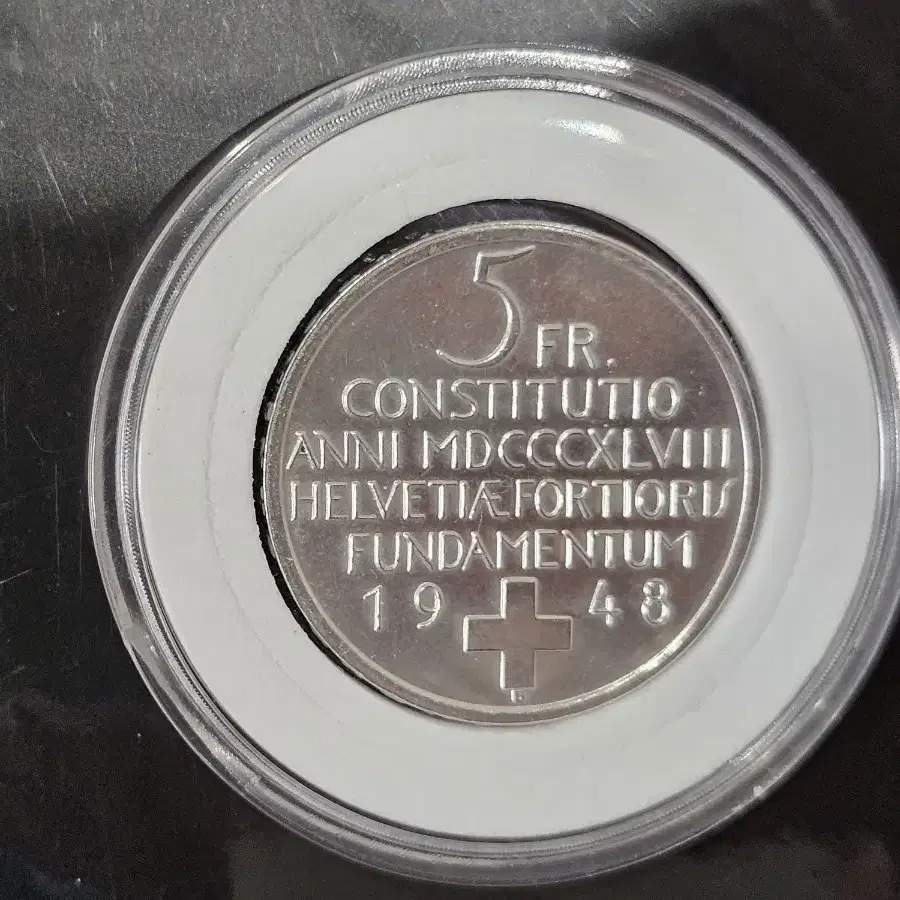 5 FR.
CONSTITUTIO
ANNI MDCCCXLVIII
HELVETIÆ FORTIORIS
FUNDAMENTUM
1948
B